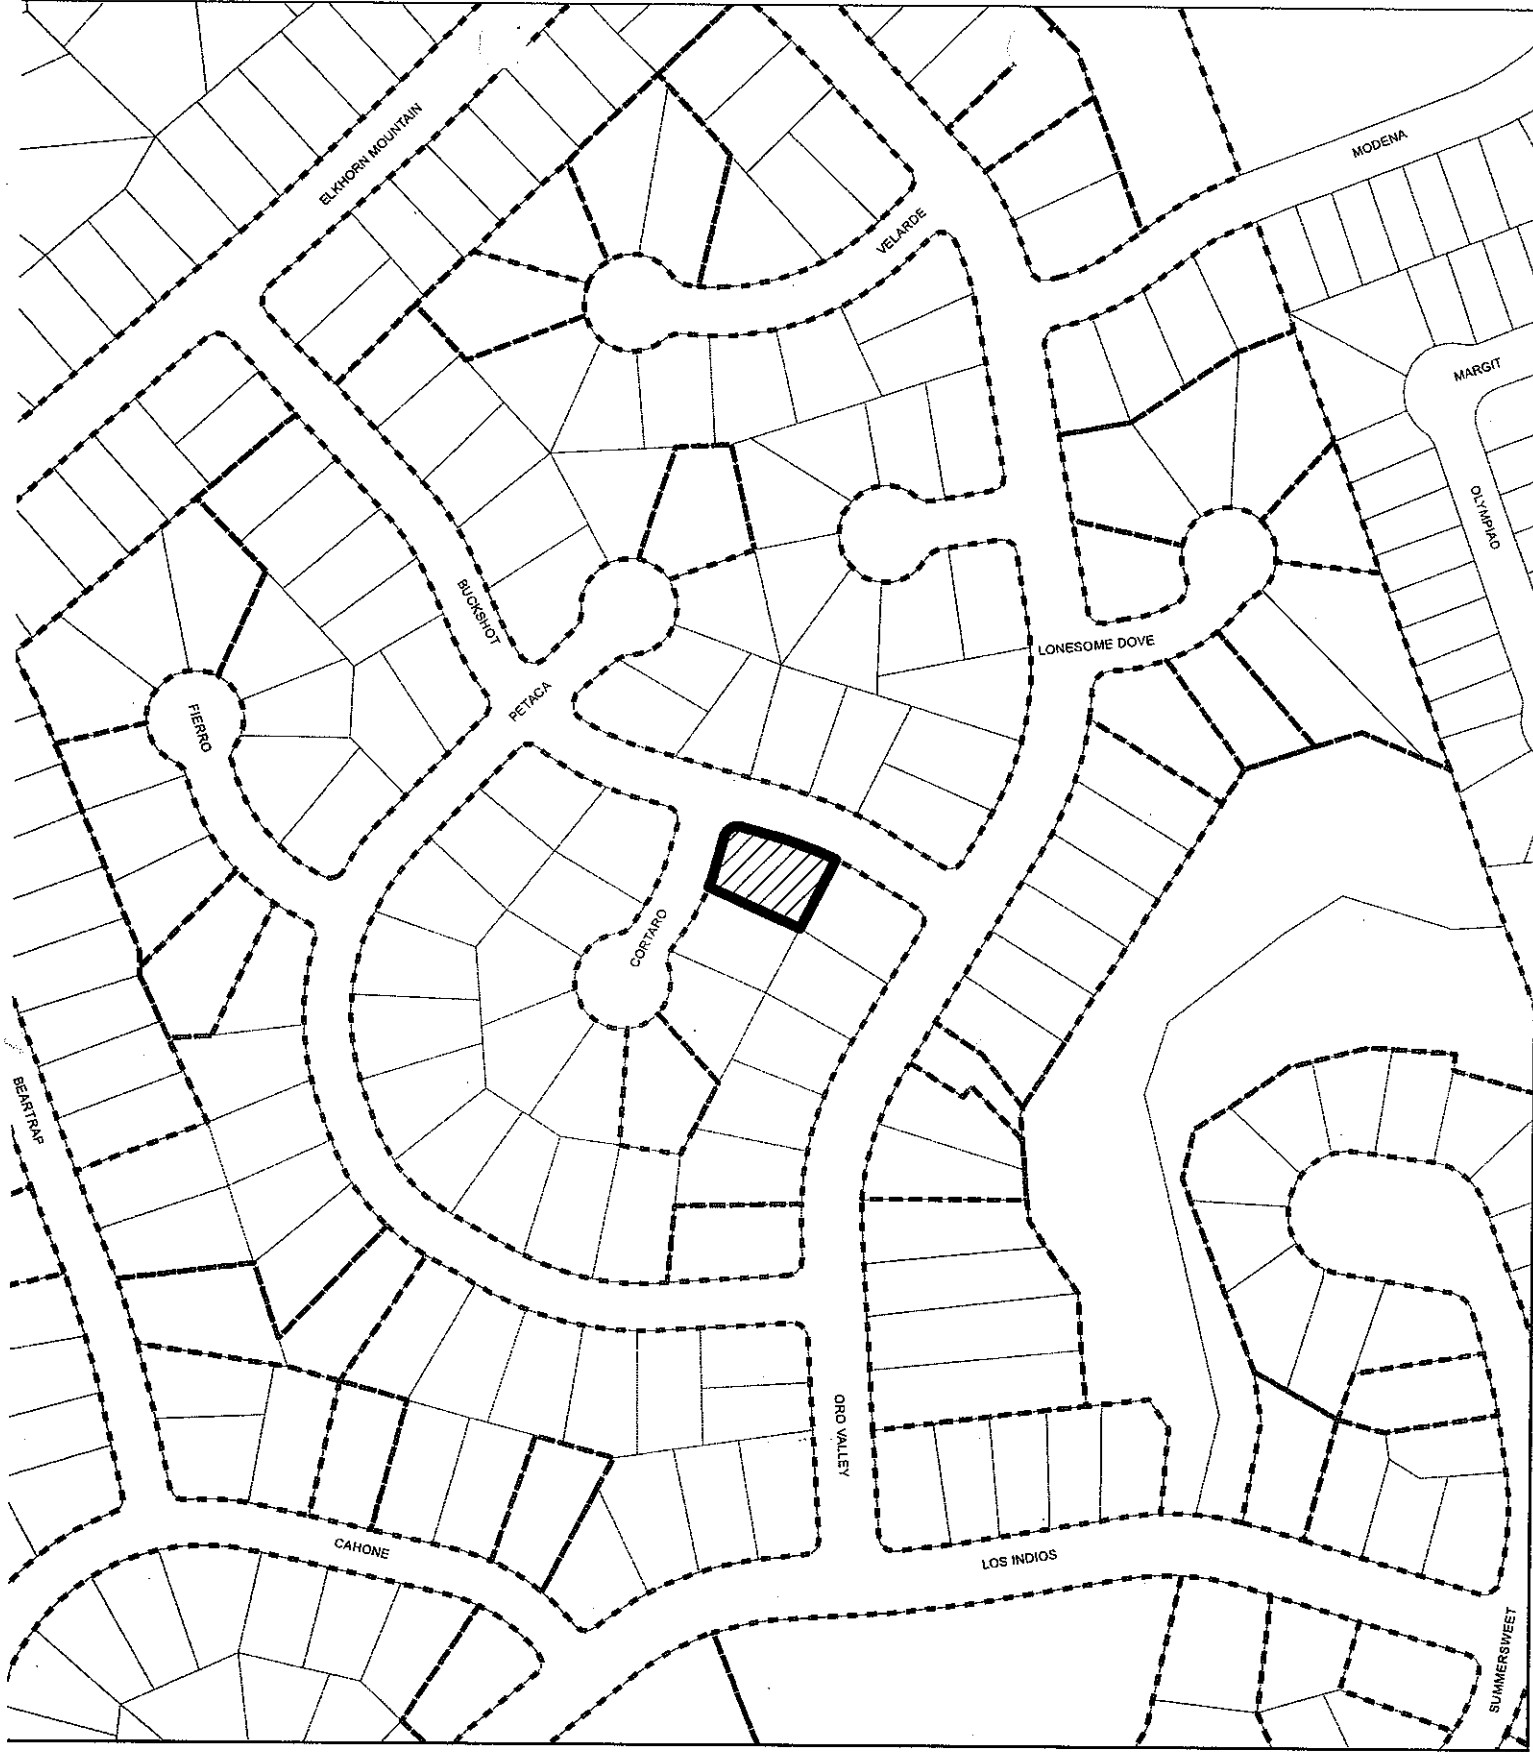 ELKHORN MOUNTAIN
MODENA
VELARDE
MARGIT
OLYMPIAD
BUCKSHOT
LONESOME DOVE
PETACA
FIERRO
CORTARO
BEARTRAP
ORO VALLEY
CAHONE
LOS INDIOS
SUMMERSWEET